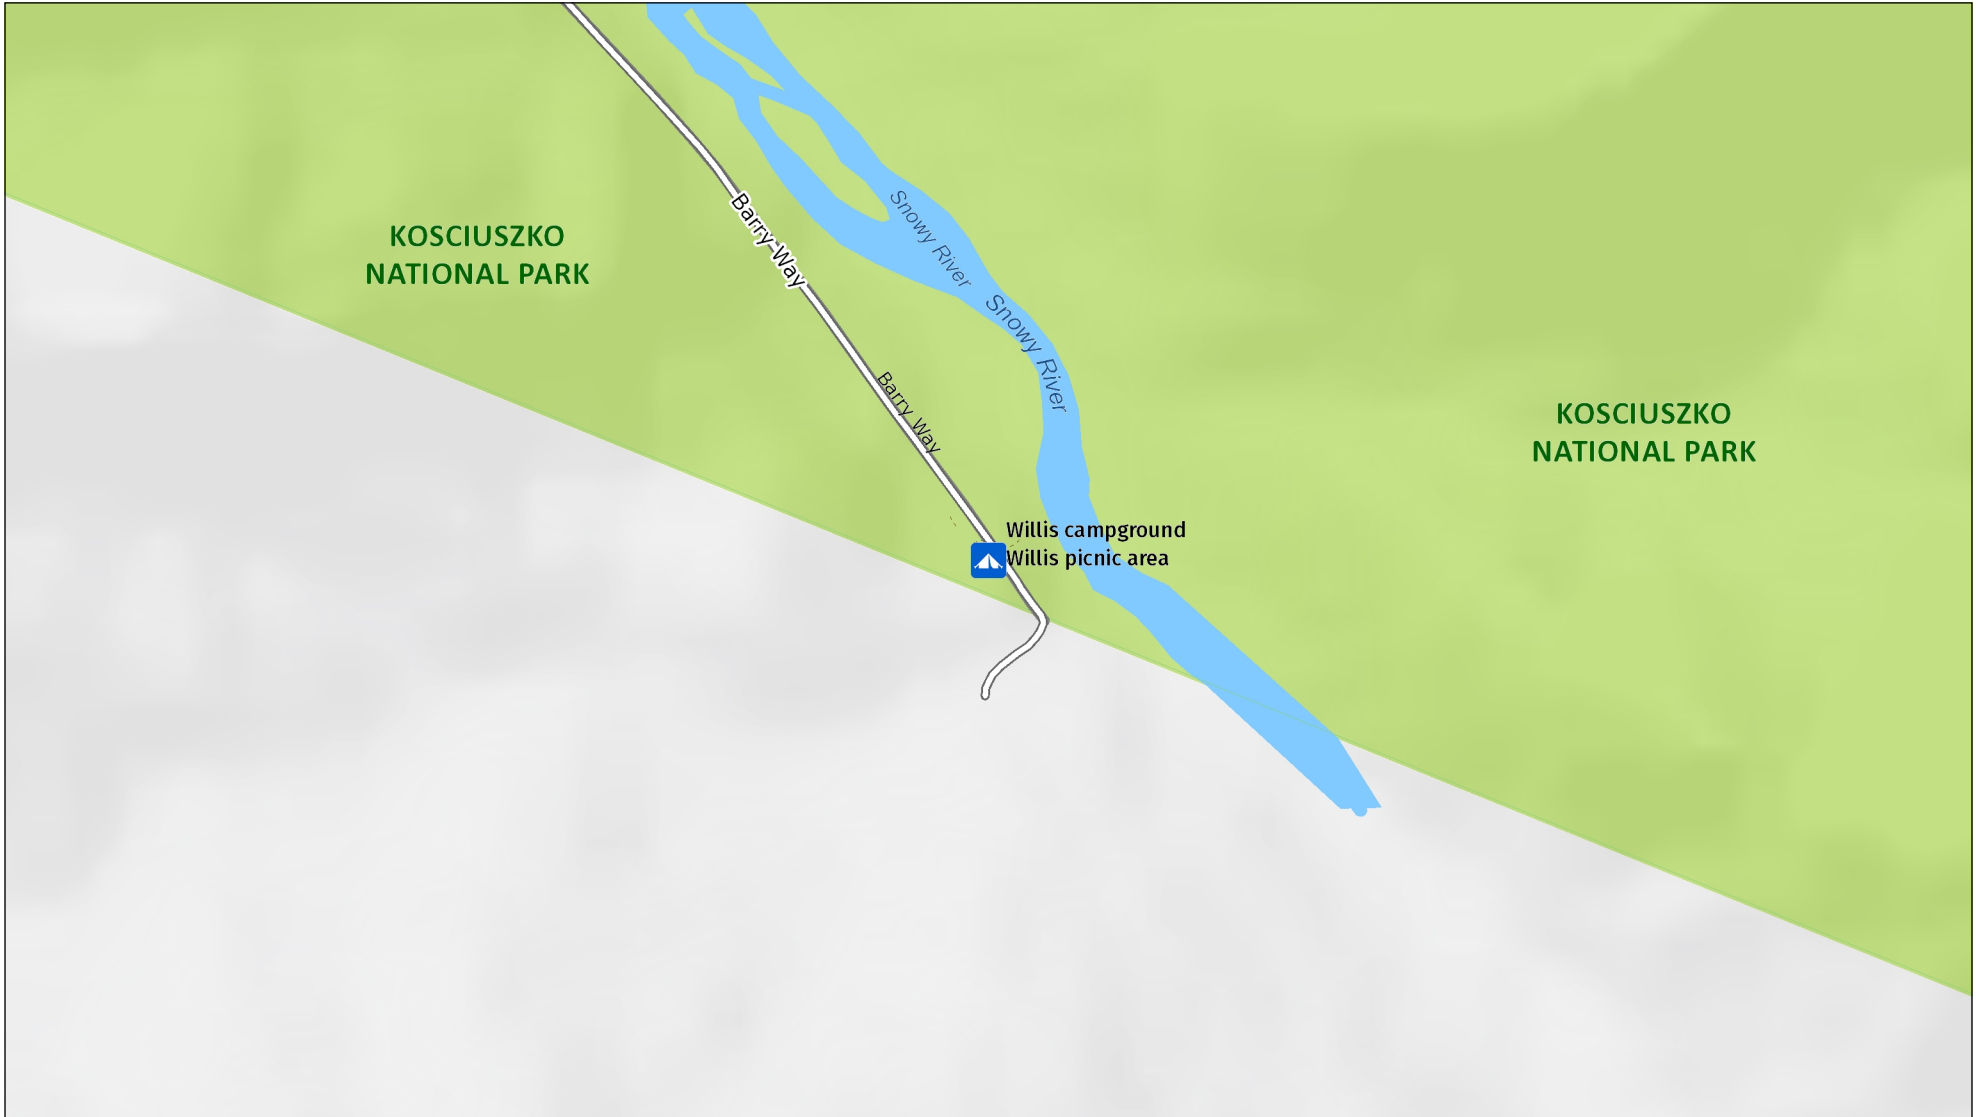 Snowy River
Barry Way
KOSCIUSZKO
NATIONAL PARK
Snowy River
Barry Way
KOSCIUSZKO
NATIONAL PARK
Willis campground
Willis picnic area